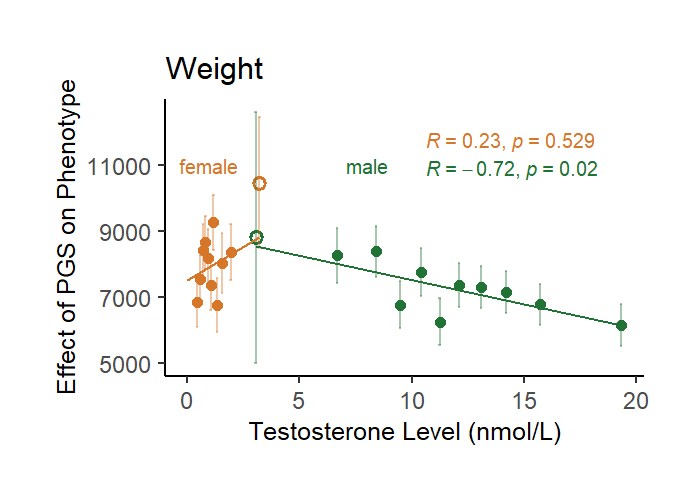 Weight
Effect of PGS on Phenotype
R = 0.23, p = 0.529
female male R = −0.72, p = 0.02
11000
9000
7000
5000
0 5 10 15 20
Testosterone Level (nmol/L)